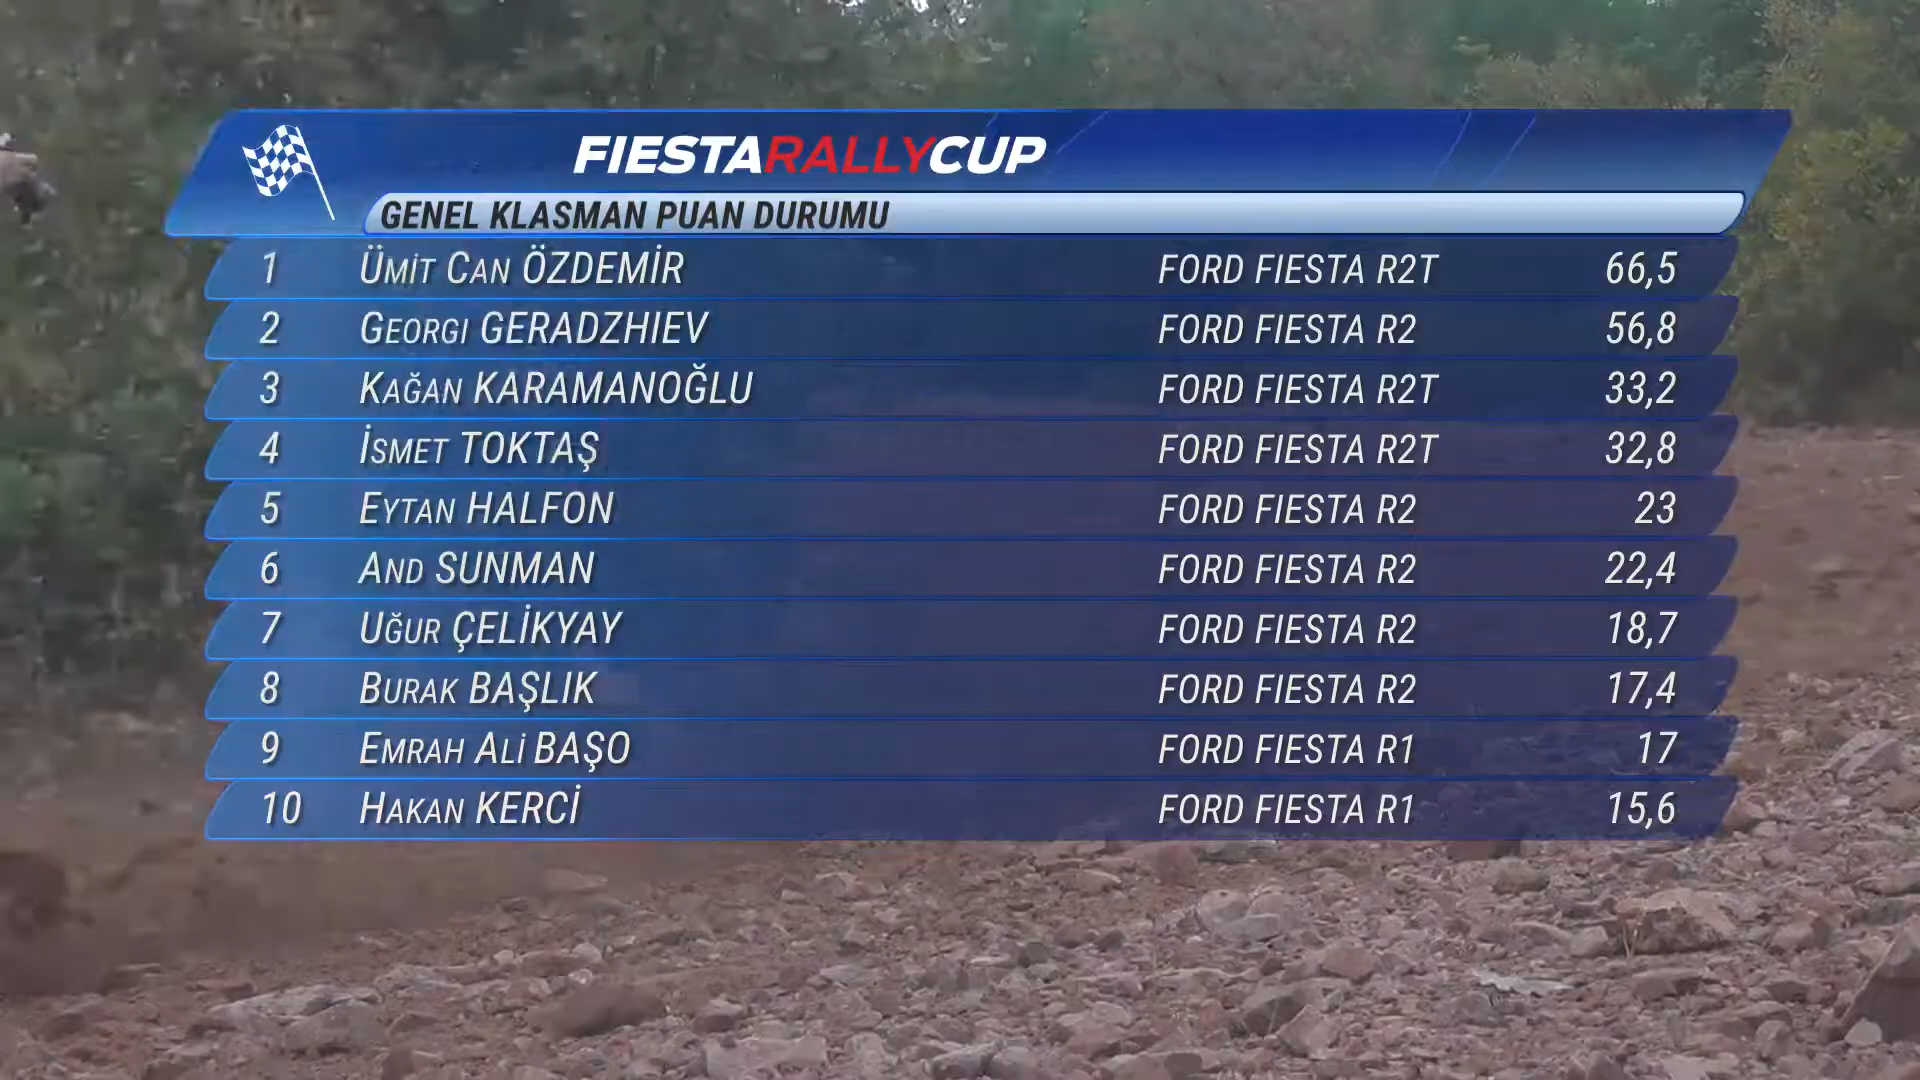 FIESTARALLYCUP
GENEL KLASMAN PUAN DURUMU
1 Ümit Can ÖZDEMİR FORD FIESTA R2T 66,5
2 Georgi GERADZHIEV FORD FIESTA R2 56,8
3 Kağan KARAMANOĞLU FORD FIESTA R2T 33,2
4 İsmet TOKTAŞ FORD FIESTA R2T 32,8
5 Eytan HALFON FORD FIESTA R2 23
6 And SUNMAN FORD FIESTA R2 22,4
7 Uğur ÇELİKYAY FORD FIESTA R2 18,7
8 Burak BAŞLIK FORD FIESTA R2 17,4
9 Emrah Ali BAŞO FORD FIESTA R1 17
10 Hakan KERCİ FORD FIESTA R1 15,6